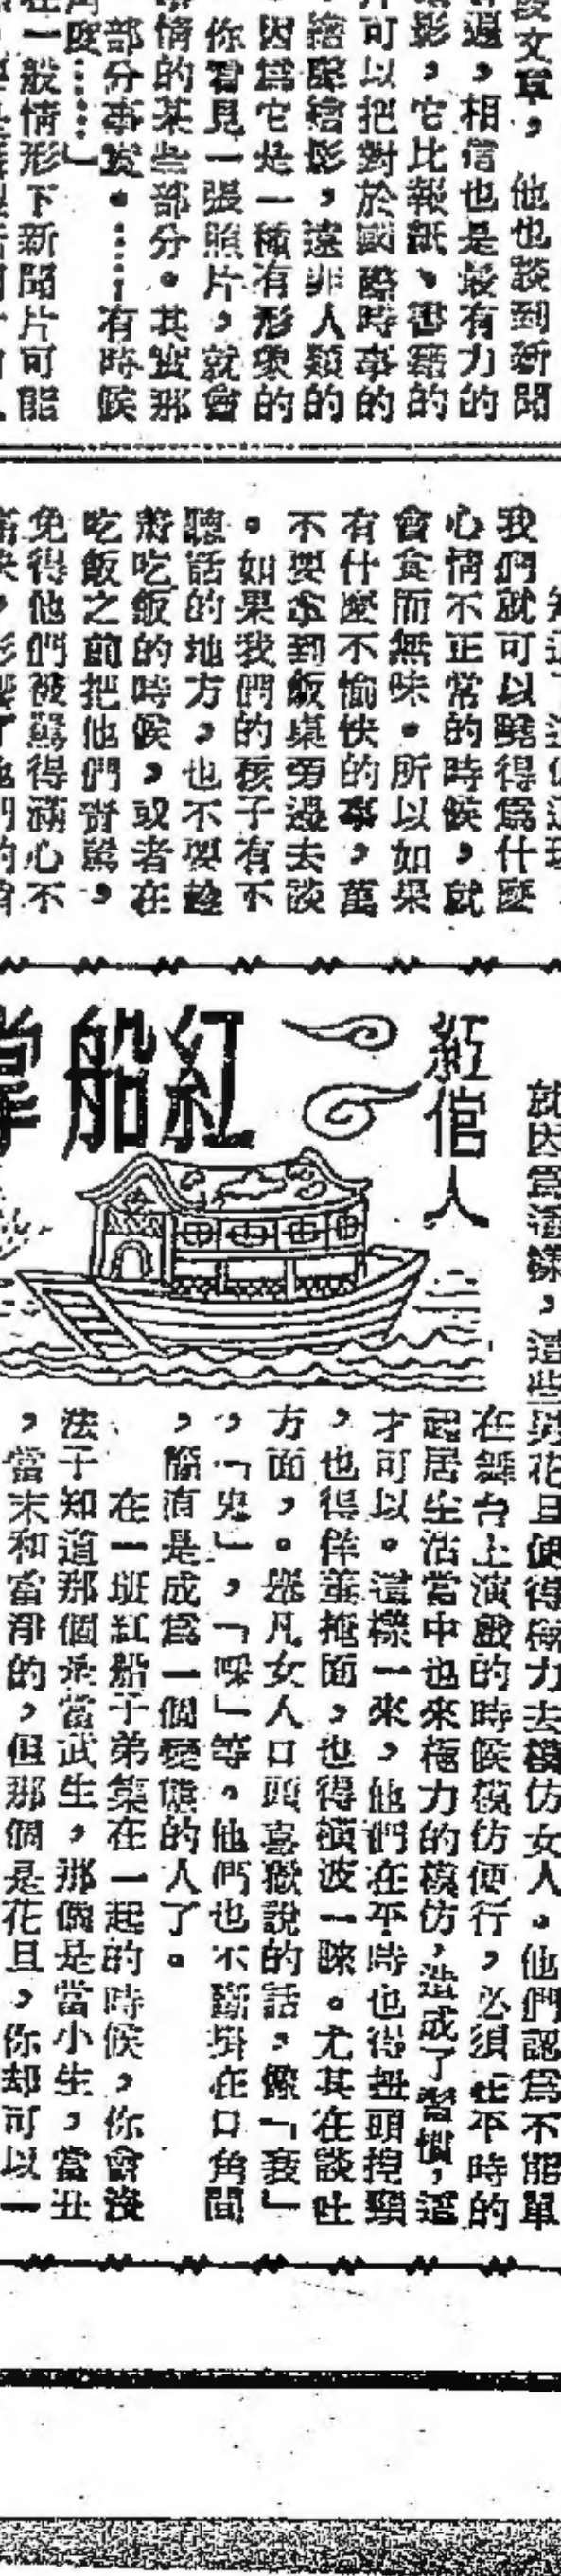 段文章，他也談到新聞
過，相信也是最有力的
影，它比報紙、書籍的
可以把對於國際時事的
繪聲繪影，遠非人類的
因爲它是一種有形象的
你看見一張照片，就會
情的某些部分。其實那
部分事實。……有時候
度……」
在一般情形下新聞片可能
我們就可以曉得爲什麼
心情不正常的時候，就
會食而無味。所以如果
有什麼不愉快的事，萬
不要拿到飯桌旁邊去談
。如果我們的孩子有不
聽話的地方，也不要趁
着吃飯的時候，或者在
吃飯之前把他們責罵，
免得他們被罵得滿心不
紅倌人
紅船掌
就因爲這樣，這些男花旦便得極力去模仿女人。他們認爲不能單
在舞台上演戲的時候模仿便行，必須在平時的
起居生活當中也來極力的模仿，造成了習慣，這
才可以。這樣一來，他們在平時也得扭頭捏頸
，也得佯羞掩面，也得橫波一睞。尤其在談吐
方面，。舉凡女人口頭喜歡說的話，像「衰」
，「鬼」，「啋」等。他們也不斷掛在口角間
，簡直是成爲一個變態的人了。
在一班紅船子弟集在一起的時候，你會沒
法子知道那個是當武生，那個是當小生，當丑
，當末和當淨的，但那個是花旦，你却可以一